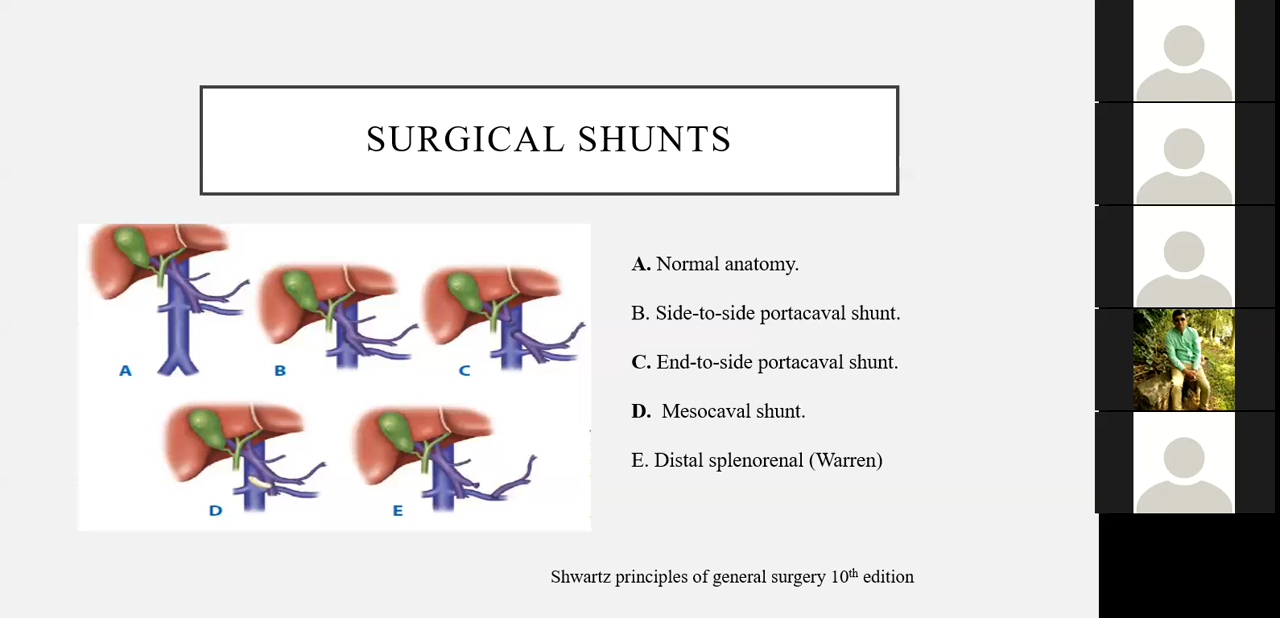 SURGICAL SHUNTS
A
B
C
D
E
A. Normal anatomy.
B. Side-to-side portacaval shunt.
C. End-to-side portacaval shunt.
D. Mesocaval shunt.
E. Distal splenorenal (Warren)
Shwartz principles of general surgery 10th edition